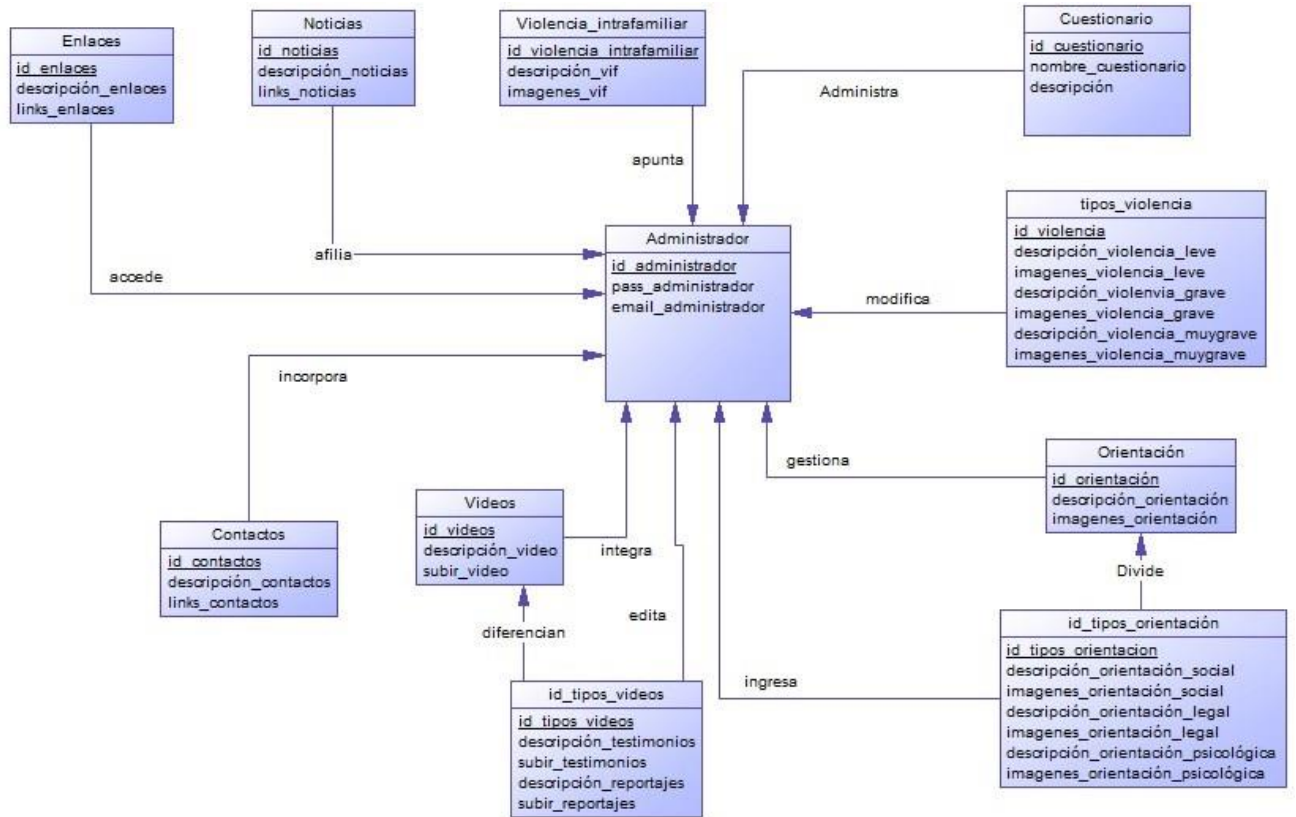 Enlaces
id_enlaces
descripción_enlaces
links_enlaces
Noticias
id_noticias
descripción_noticias
links_noticias
Violencia_intrafamiliar
id_violencia_intrafamiliar
descripción_vif
imagenes_vif
Cuestionario
id_cuestionario
nombre_cuestionario
descripción
Administra
apunta
afilia
accede
Administrador
id_administrador
pass_administrador
email_administrador
tipos_violencia
id_violencia
descripción_violencia_leve
imagenes_violencia_leve
descripción_violenvia_grave
imagenes_violencia_grave
descripción_violencia_muygrave
imagenes_violencia_muygrave
modifica
incorpora
gestiona
Orientación
id_orientación
descripción_orientación
imagenes_orientación
Contactos
id_contactos
descripción_contactos
links_contactos
Videos
id_videos
descripción_video
subir_video
integra
edita
diferencian
Divide
ingresa
id_tipos_videos
id_tipos_videos
descripción_testimonios
subir_testimonios
descripción_reportajes
subir_reportajes
id_tipos_orientación
id_tipos_orientacion
descripción_orientación_social
imagenes_orientación_social
descripción_orientación_legal
imagenes_orientación_legal
descripción_orientación_psicológica
imagenes_orientación_psicológica